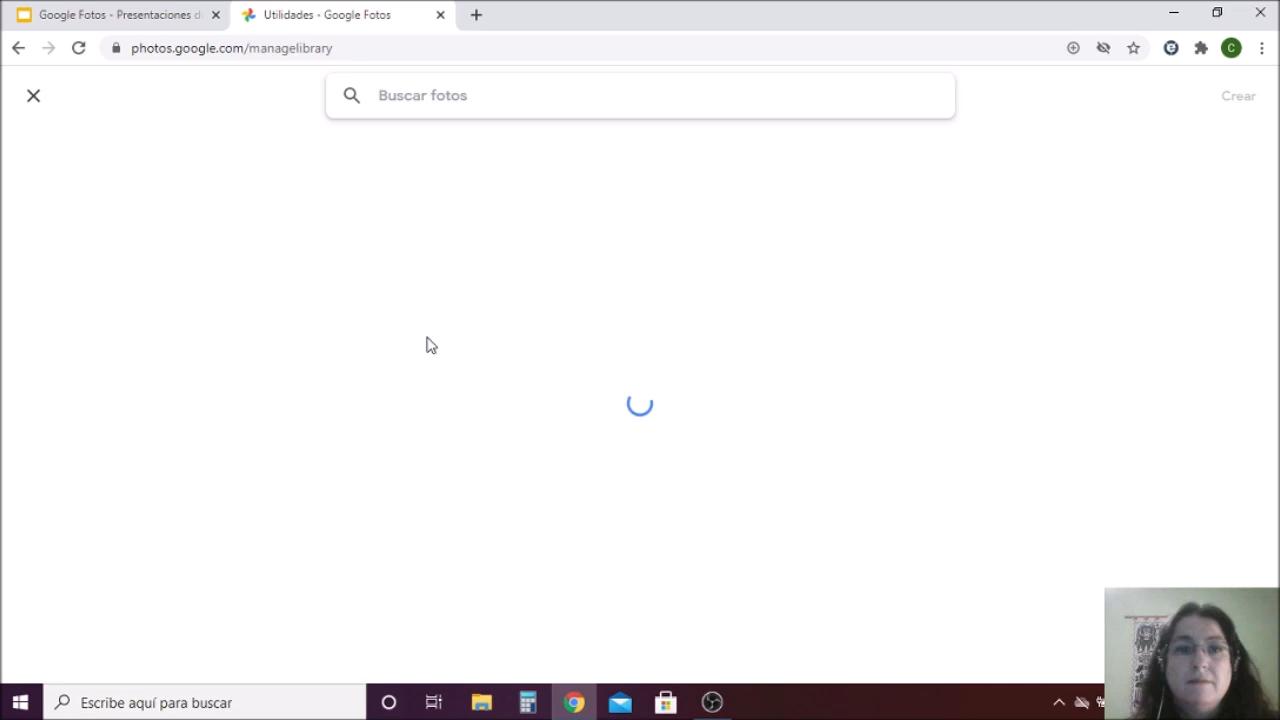 Google Fotos - Presentaciones d
Utilidades - Google Fotos
photos.google.com/managelibrary
C
Buscar fotos
Crear
Escribe aquí para buscar